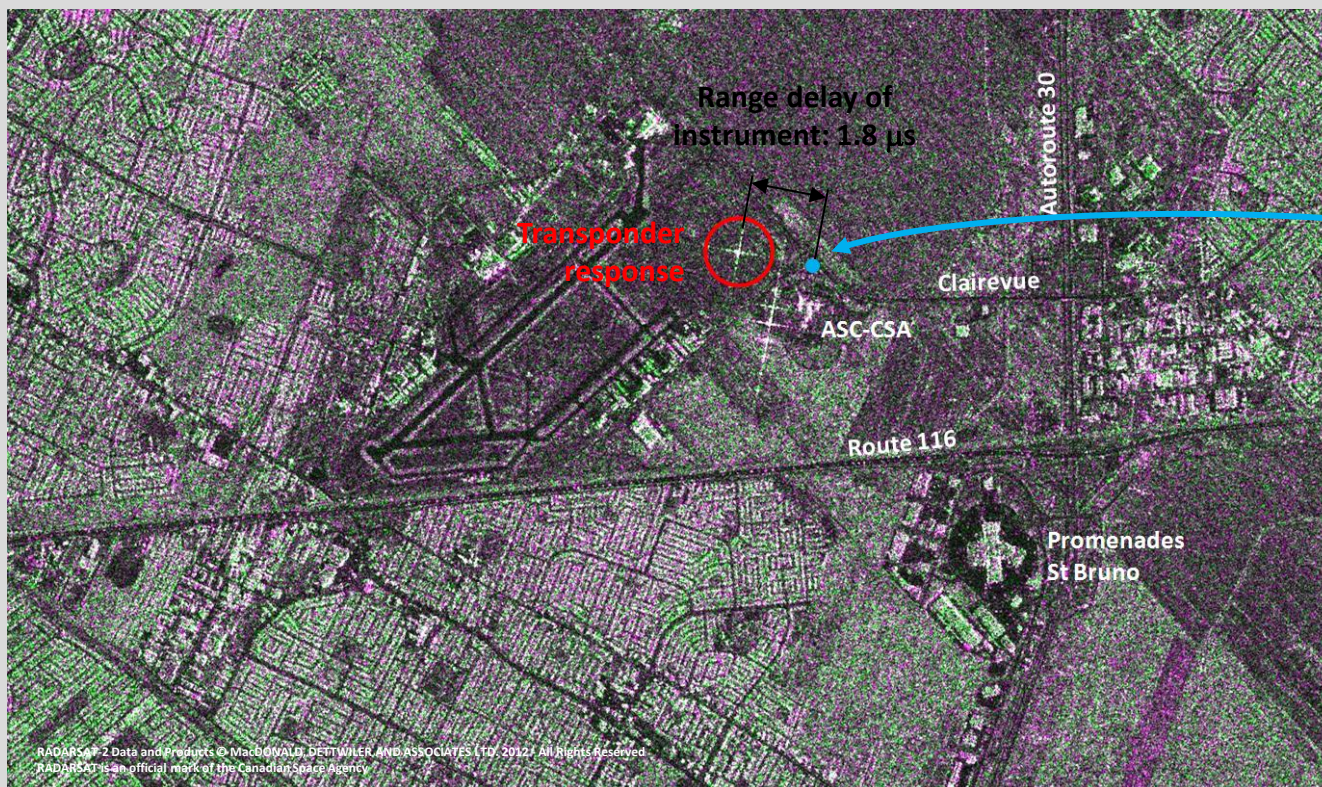 Range delay of
instrument: 1.8 µs
Autoroute 30
Transponder
response
Clairevue
ASC-CSA
Route 116
Promenades
St Bruno
RADARSAT-2 Data and Products © MacDONALD, DETTWILER AND ASSOCIATES LTD. 2012/ All Rights Reserved
RADARSAT is an official mark of the Canadian Space Agency